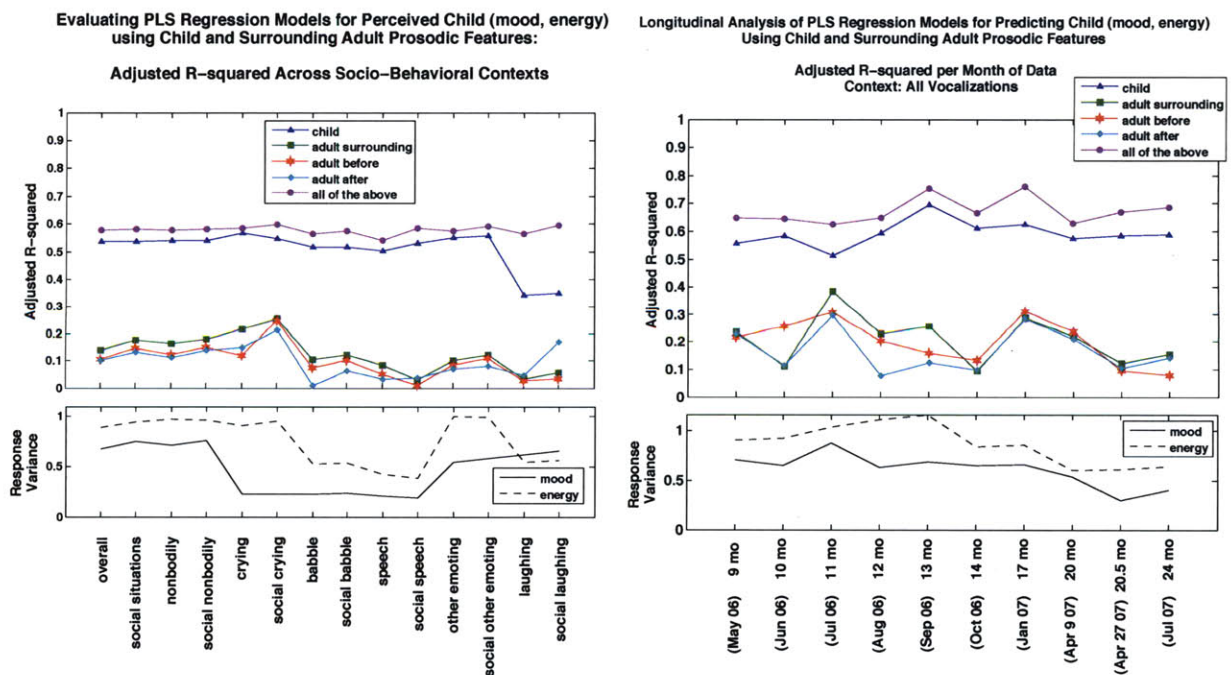 Evaluating PLS Regression Models for Perceived Child (mood, energy)
using Child and Surrounding Adult Prosodic Features:
Adjusted R-squared Across Socio-Behavioral Contexts
child
adult surrounding
adult before
adult after
all of the above
Adjusted R-squared
1
0.9
0.8
0.7
0.6
0.5
0.4
0.3
0.2
0.1
0
Response
Variance
1
0.5
0
mood
energy
overall
social situations
nonbodily
social nonbodily
crying
social crying
babble
social babble
speech
social speech
other emoting
social other emoting
laughing
social laughing
Longitudinal Analysis of PLS Regression Models for Predicting Child (mood, energy)
Using Child and Surrounding Adult Prosodic Features
Adjusted R-squared per Month of Data
Context: All Vocalizations
child
adult surrounding
adult before
adult after
all of the above
Adjusted R-squared
1
0.9
0.8
0.7
0.6
0.5
0.4
0.3
0.2
0.1
0
Response
Variance
1
0.5
0
mood
energy
(May 06) 9 mo
(Jun 06) 10 mo
(Jul 06) 11 mo
(Aug 06) 12 mo
(Sep 06) 13 mo
(Oct 06) 14 mo
(Jan 07) 17 mo
(Apr 9 07) 20 mo
(Apr 27 07) 20.5 mo
(Jul 07) 24 mo